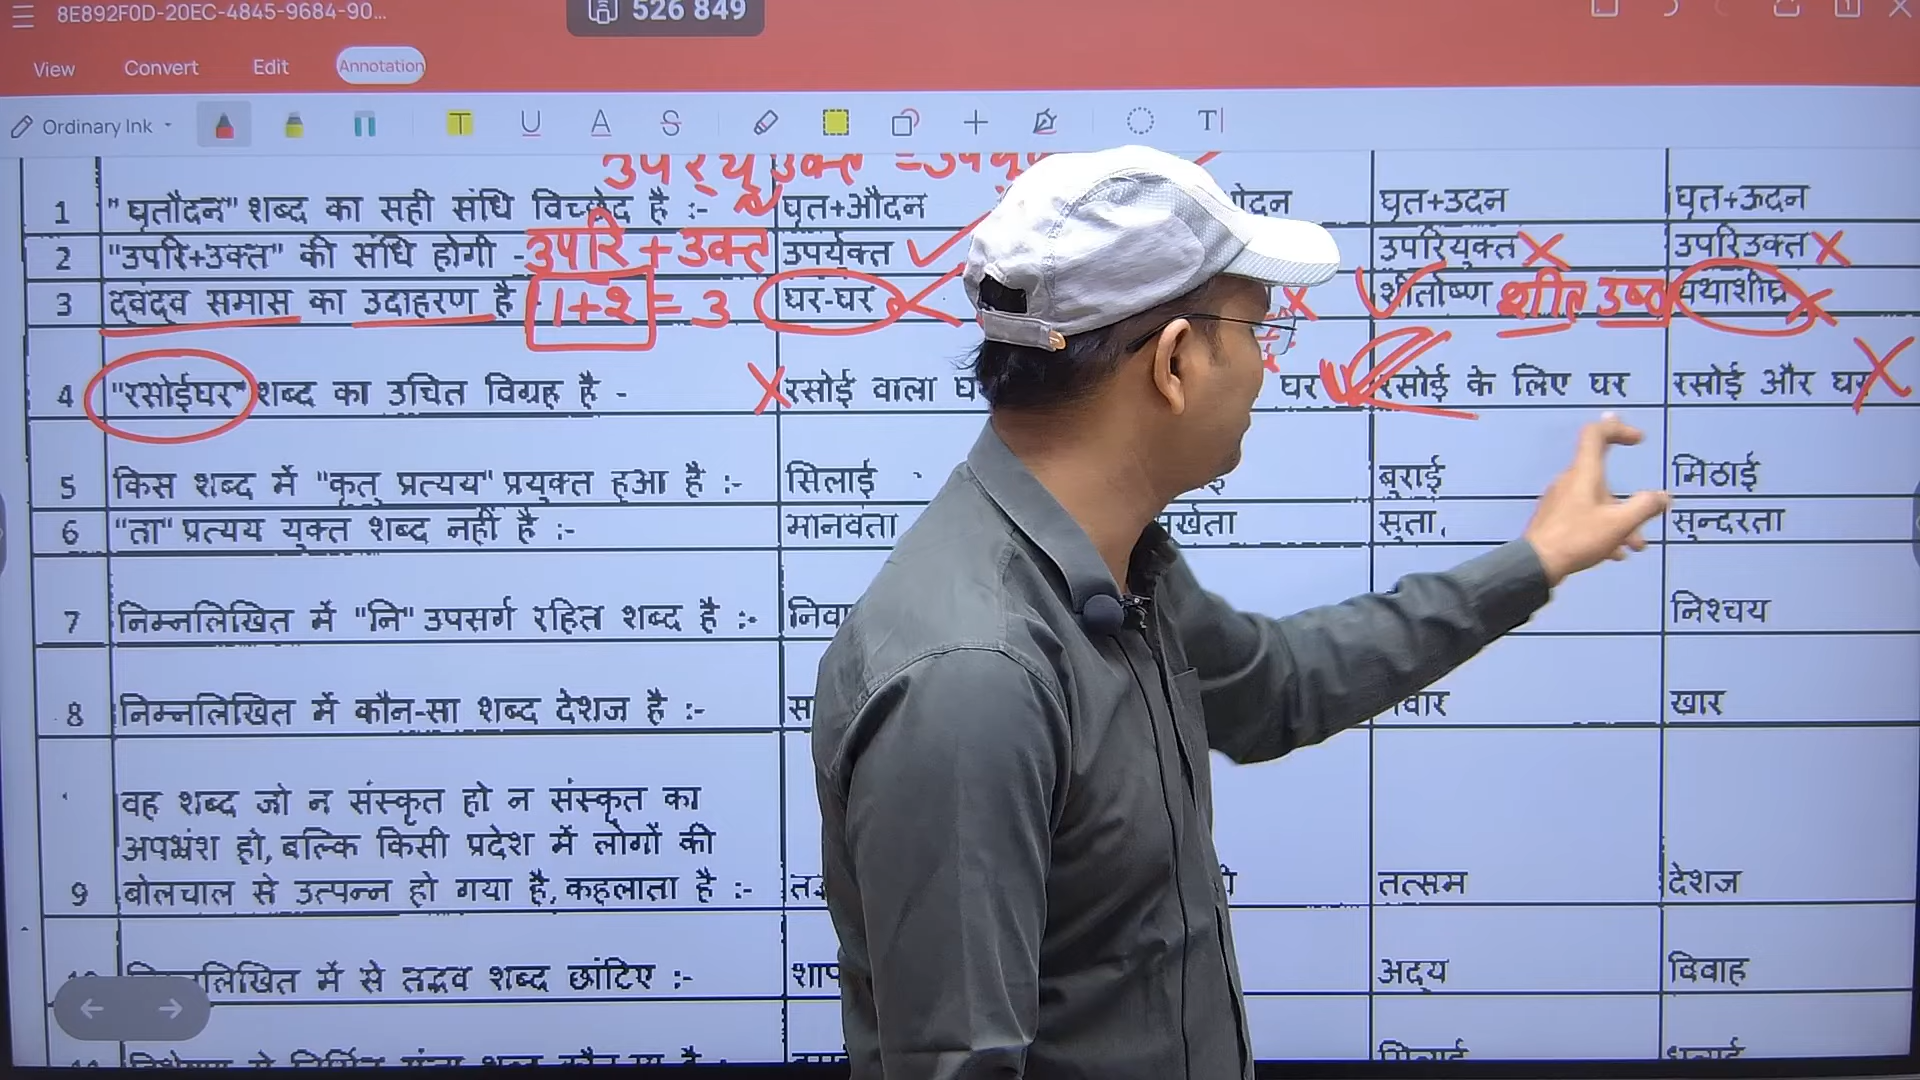 8E892F0D-20EC-4845-9684-90...
526 849
View Convert Edit Annotation
Ordinary Ink
1 "घृतौदन" शब्द का सही संधि विच्छेद है :- घृत+औदन घृत+उदन घृत+ऊदन
2 "उपरि+उक्त" की संधि होगी - उपरि + उक्त उपर्युक्त उपरियुक्त उपरिउक्त
3 द्वंद्व समास का उदाहरण है 1+2 = 3 घर-घर शीतोष्ण शीत उष्ण यथाशीघ्र
4 "रसोईघर" शब्द का उचित विग्रह है - रसोई वाला घर रसोई के लिए घर रसोई और घर
5 किस शब्द में "कृत् प्रत्यय" प्रयुक्त हुआ है :- सिलाई बुराई मिठाई
6 "ता" प्रत्यय युक्त शब्द नहीं है :- मानवता मूर्खता सुता. सुन्दरता
7 निम्नलिखित में "नि" उपसर्ग रहित शब्द है :- निश्चय
8 निम्नलिखित में कौन-सा शब्द देशज है :- खार
वह शब्द जो न संस्कृत हो न संस्कृत का
अपभ्रंश हो, बल्कि किसी प्रदेश में लोगों की
9 बोलचाल से उत्पन्न हो गया है, कहलाता है :- तत्सम देशज
लिखित में से तद्भव शब्द छांटिए :- अद्य विवाह